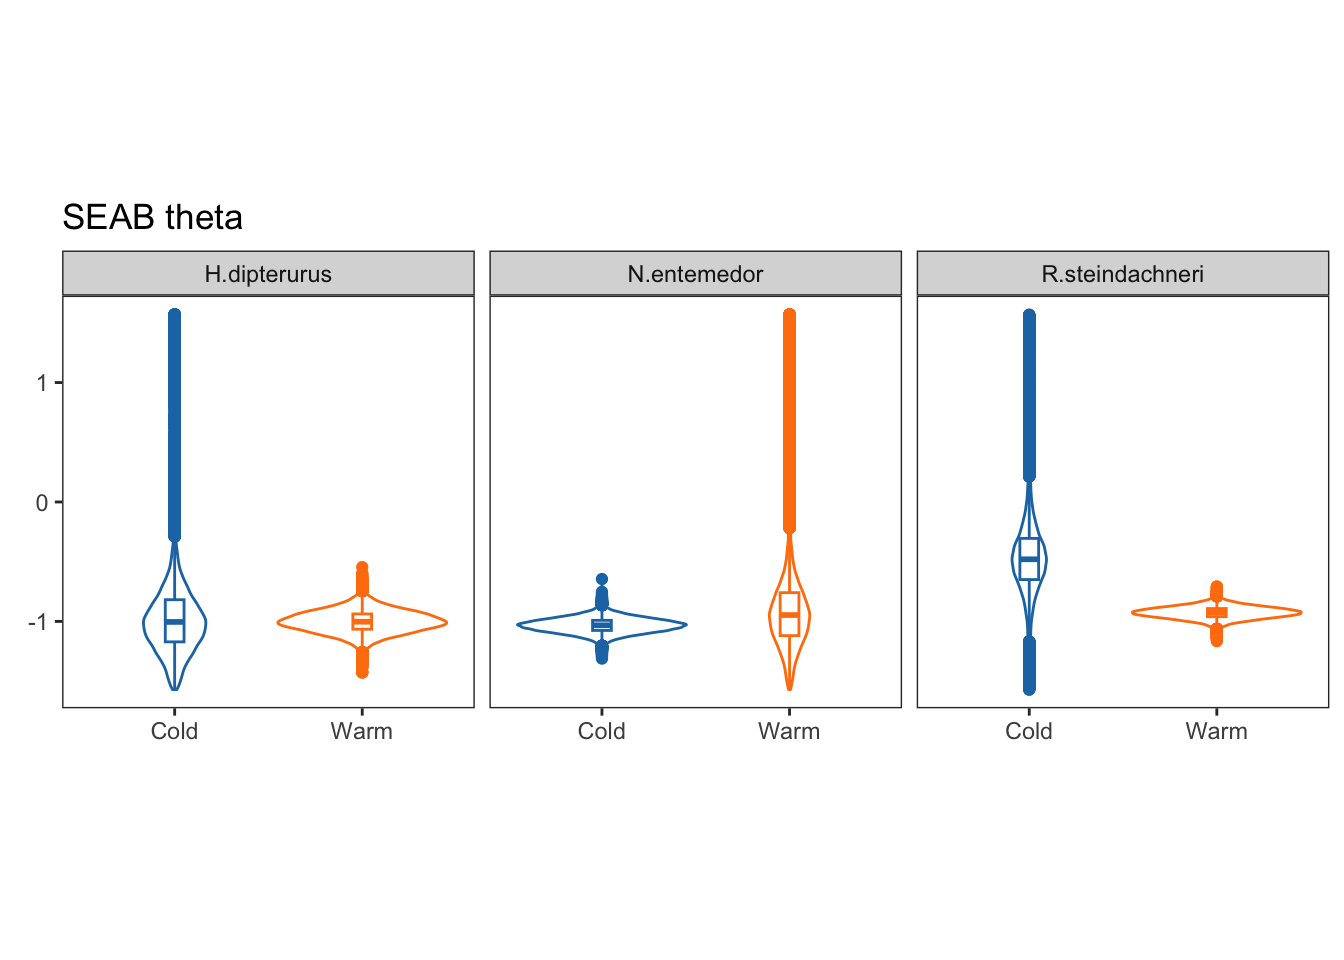 SEAB theta
H.dipterurus N.entemedor R.steindachneri
1
0
-1
Cold Warm Cold Warm Cold Warm